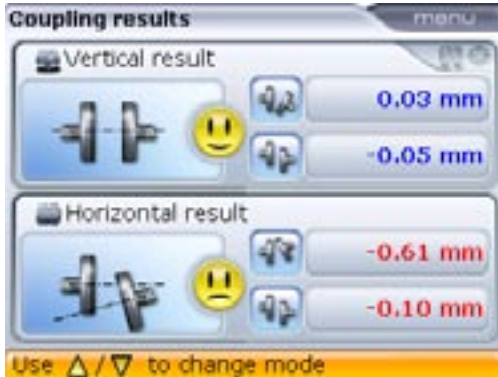 Coupling results
menu
Vertical result
0.03 mm
-0.05 mm
Horizontal result
-0.61 mm
-0.10 mm
Use △/▽ to change mode